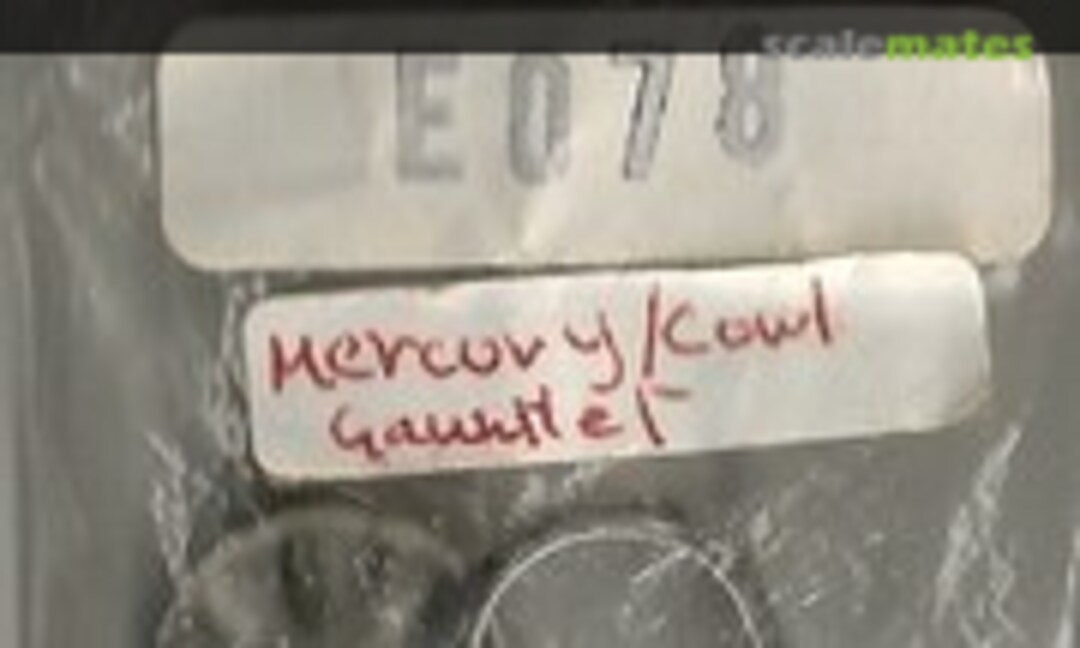 scalemates
E078
Mercury/Cowl
Gauntlet